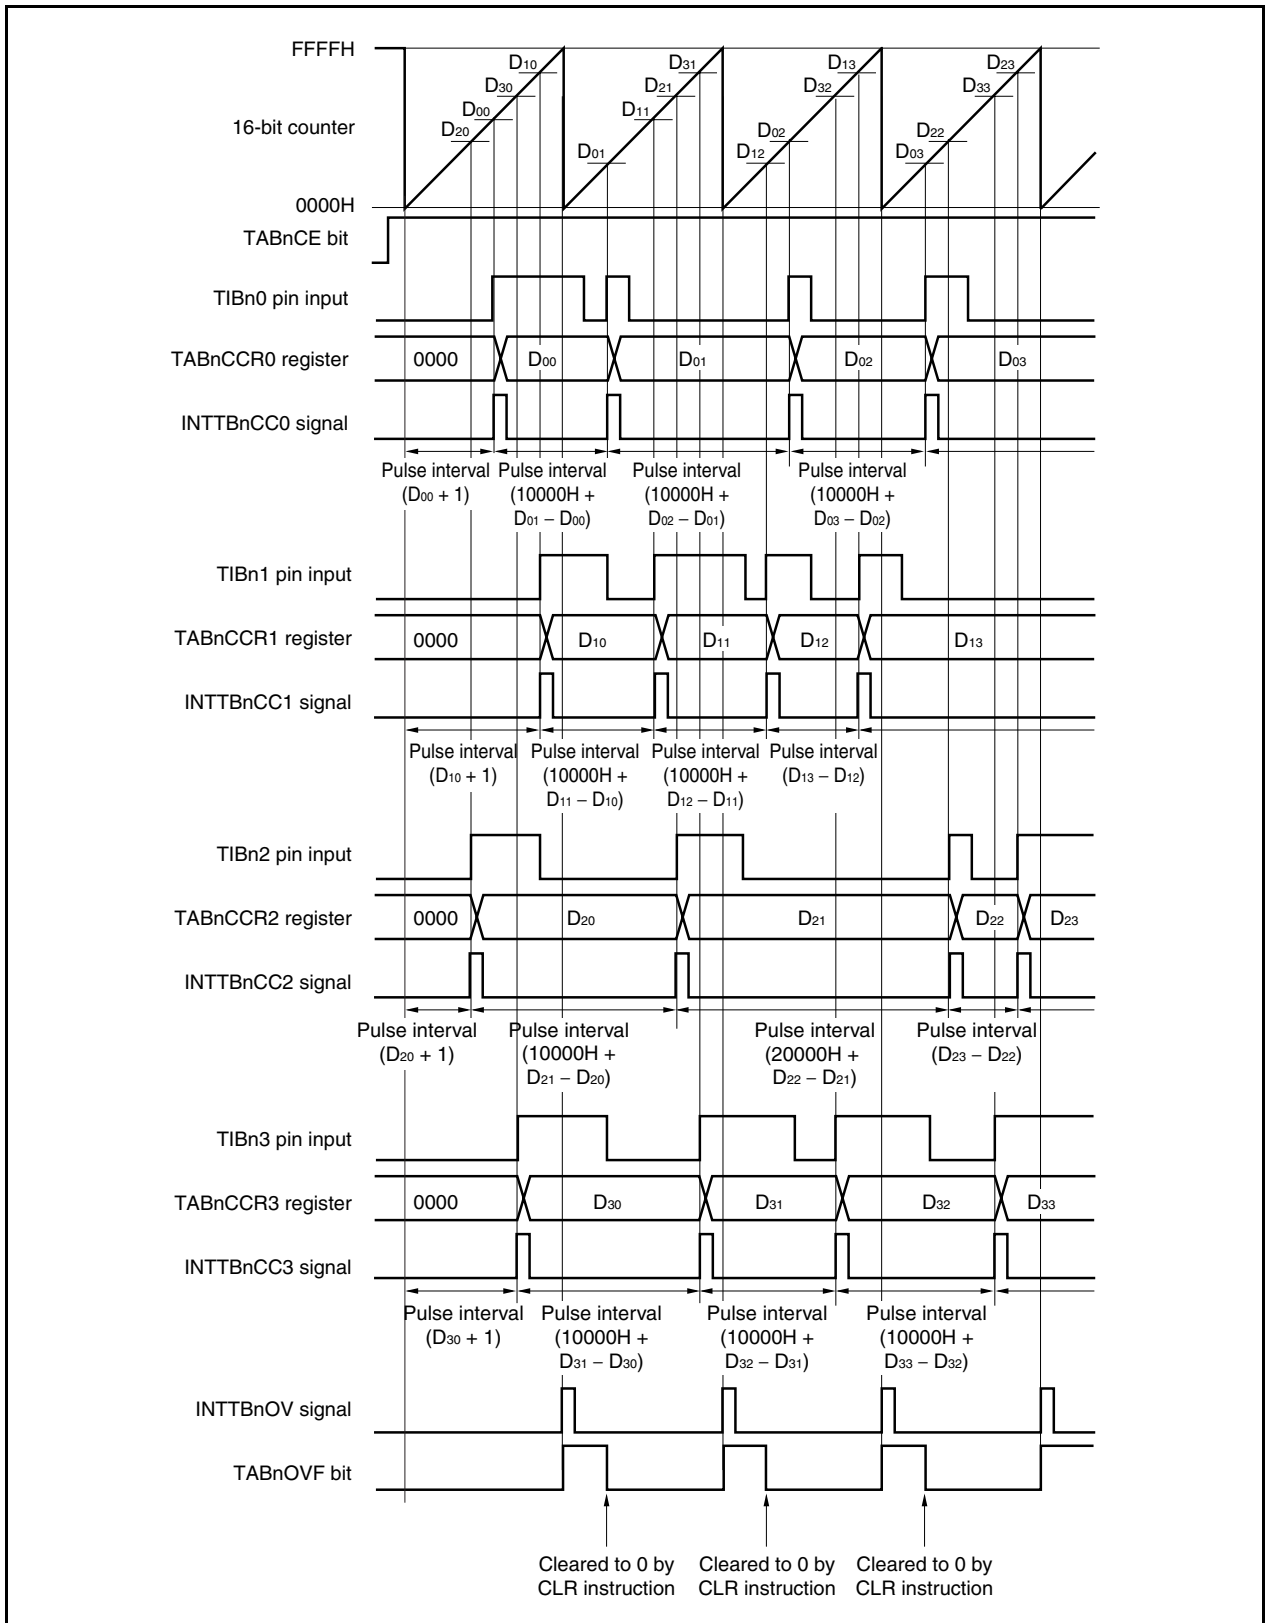 FFFFH
D10
D31
D13
D23
D30
D21
D32
D33
D00
D11
16-bit counter
D20
D02
D22
D01
D12
D03
0000H
TABnCE bit
TIBn0 pin input
TABnCCR0 register
0000
D00
D01
D02
D03
INTTBnCC0 signal
Pulse interval
(D00 + 1)
Pulse interval
(10000H +
D01 – D00)
Pulse interval
(10000H +
D02 – D01)
Pulse interval
(10000H +
D03 – D02)
TIBn1 pin input
TABnCCR1 register
0000
D10
D11
D12
D13
INTTBnCC1 signal
Pulse interval
(D10 + 1)
Pulse interval
(10000H +
D11 – D10)
Pulse interval
(10000H +
D12 – D11)
Pulse interval
(D13 – D12)
TIBn2 pin input
TABnCCR2 register
0000
D20
D21
D22
D23
INTTBnCC2 signal
Pulse interval
(D20 + 1)
Pulse interval
(10000H +
D21 – D20)
Pulse interval
(20000H +
D22 – D21)
Pulse interval
(D23 – D22)
TIBn3 pin input
TABnCCR3 register
0000
D30
D31
D32
D33
INTTBnCC3 signal
Pulse interval
(D30 + 1)
Pulse interval
(10000H +
D31 – D30)
Pulse interval
(10000H +
D32 – D31)
Pulse interval
(10000H +
D33 – D32)
INTTBnOV signal
TABnOVF bit
Cleared to 0 by
CLR instruction
Cleared to 0 by
CLR instruction
Cleared to 0 by
CLR instruction